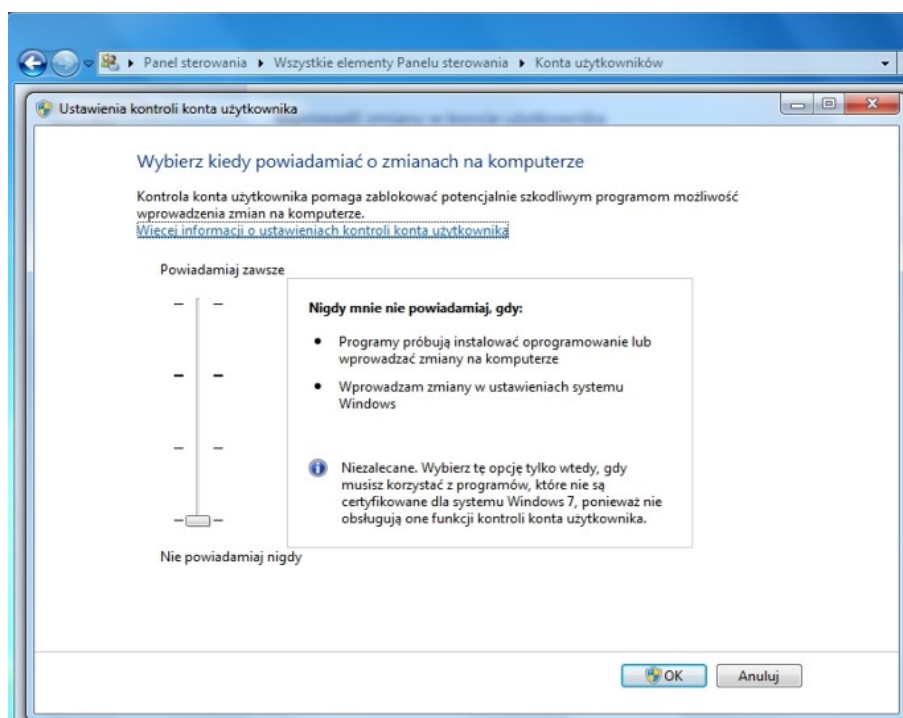 Panel sterowania ▸ Wszystkie elementy Panelu sterowania ▸ Konta użytkowników
Ustawienia kontroli konta użytkownika
Wybierz kiedy powiadamiać o zmianach na komputerze
Kontrola konta użytkownika pomaga zablokować potencjalnie szkodliwym programom możliwość
wprowadzenia zmian na komputerze.
Więcej informacji o ustawieniach kontroli konta użytkownika
Powiadamiaj zawsze
Nigdy mnie nie powiadamiaj, gdy:
• Programy próbują instalować oprogramowanie lub
wprowadzać zmiany na komputerze
• Wprowadzam zmiany w ustawieniach systemu
Windows
Niezalecane. Wybierz tę opcję tylko wtedy, gdy
musisz korzystać z programów, które nie są
certyfikowane dla systemu Windows 7, ponieważ nie
obsługują one funkcji kontroli konta użytkownika.
Nie powiadamiaj nigdy
OK
Anuluj